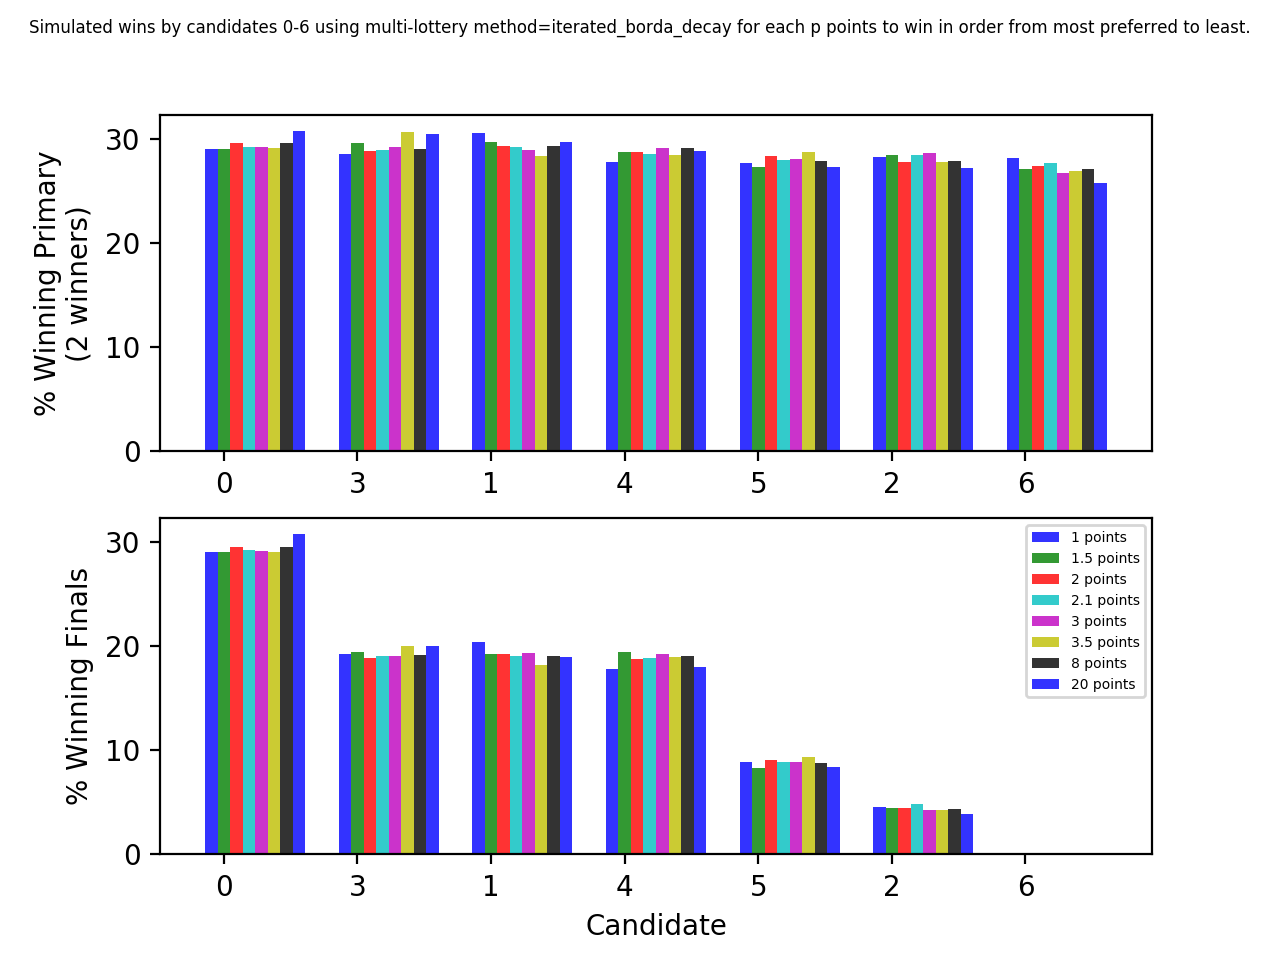 Simulated wins by candidates 0-6 using multi-lottery method=iterated_borda_decay for each p points to win in order from most preferred to least.
% Winning Primary
(2 winners)
30
20
10
0
0 3 1 4 5 2 6
% Winning Finals
30
20
10
0
1 points
1.5 points
2 points
2.1 points
3 points
3.5 points
8 points
20 points
0 3 1 4 5 2 6
Candidate